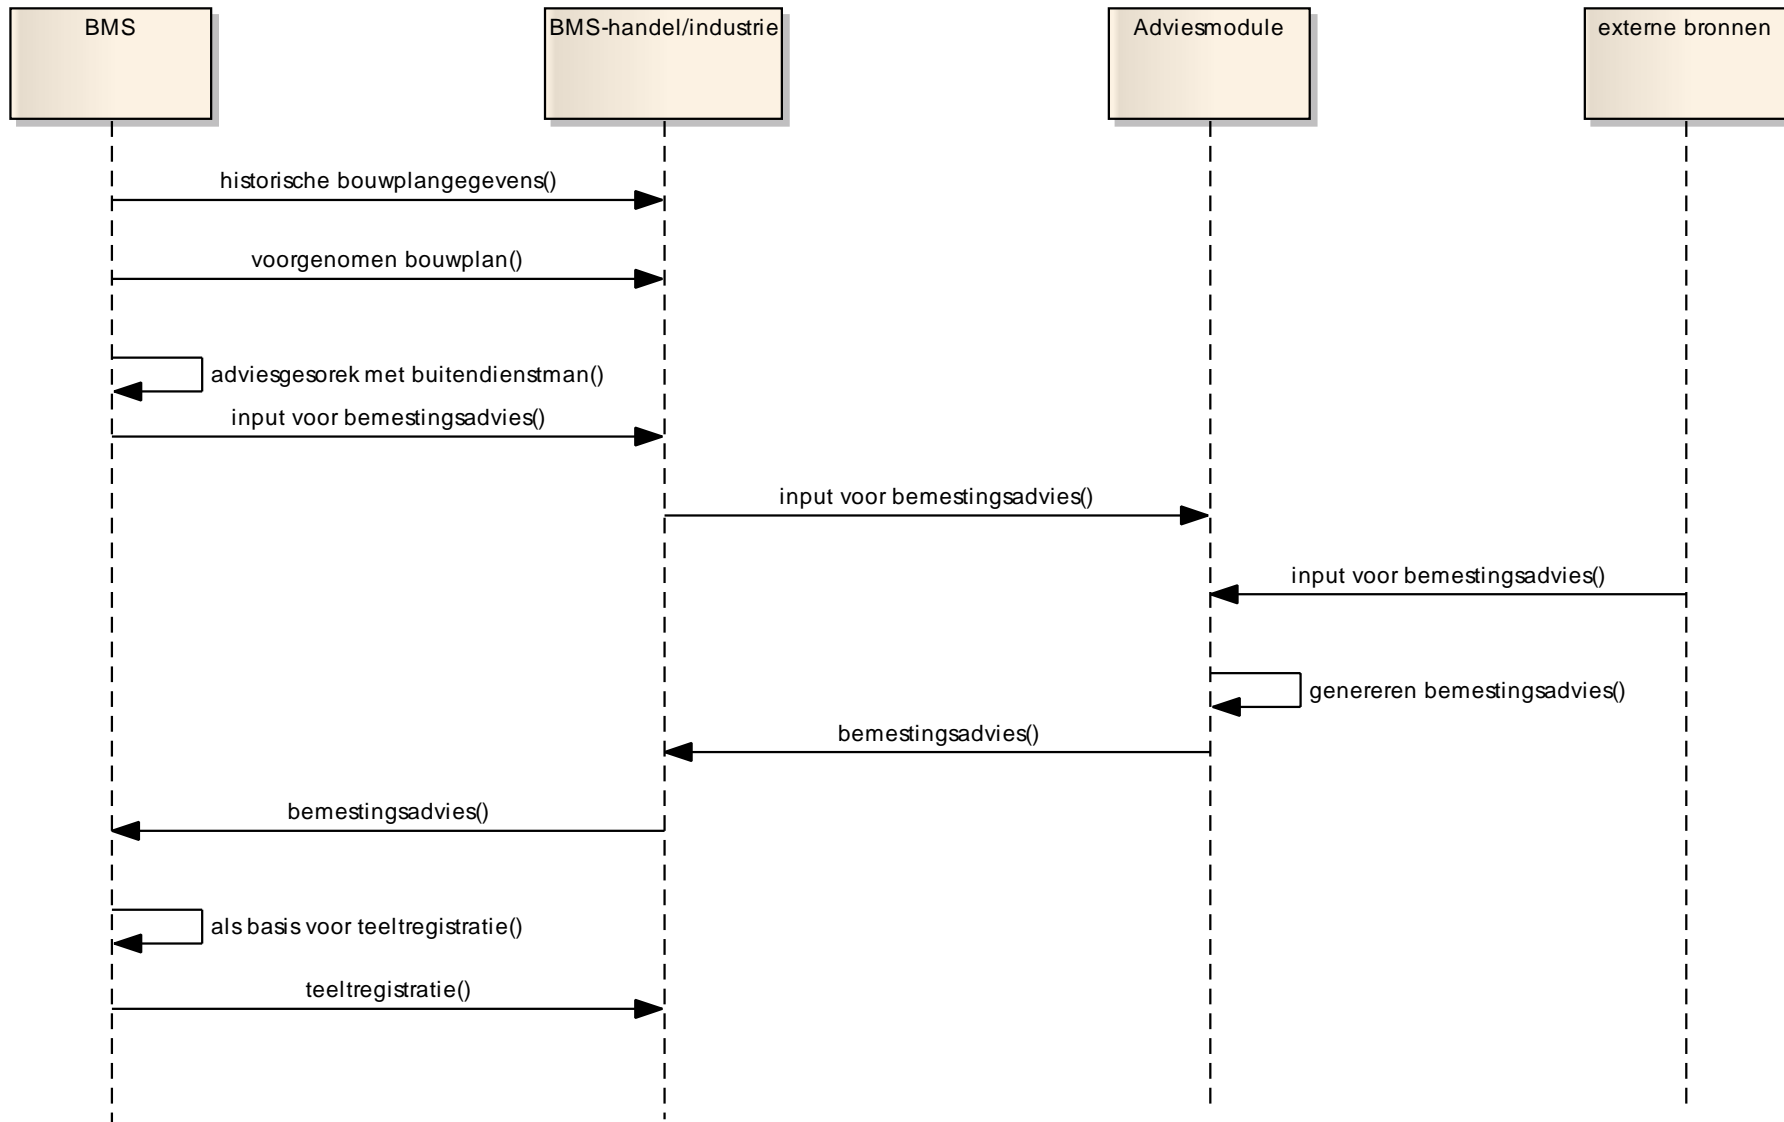 BMS
BMS-handel/industrie
Adviesmodule
externe bronnen
historische bouwplangegevens()
voorgenomen bouwplan()
adviesgesorek met buitendienstman()
input voor bemestingsadvies()
input voor bemestingsadvies()
input voor bemestingsadvies()
genereren bemestingsadvies()
bemestingsadvies()
bemestingsadvies()
als basis voor teeltregistratie()
teeltregistratie()